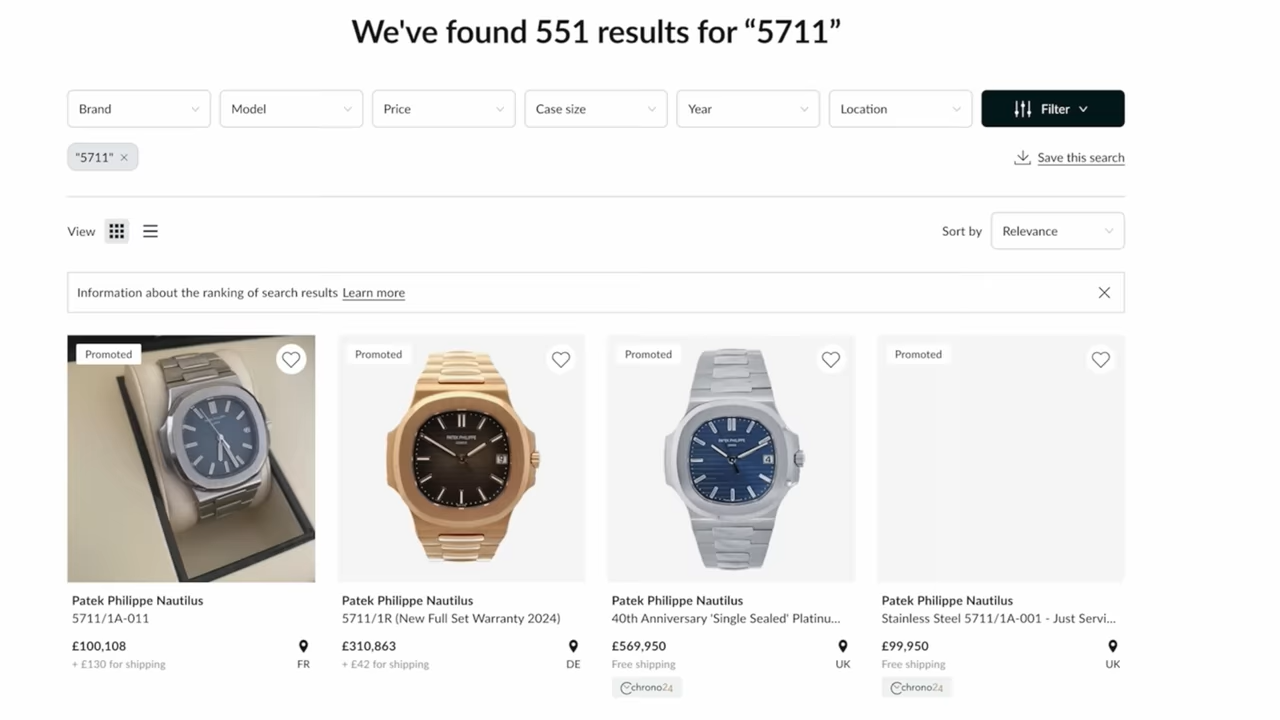 We've found 551 results for “5711”
Brand
Model
Price
Case size
Year
Location
Filter
"5711" ×
Save this search
View
Sort by
Relevance
Information about the ranking of search results Learn more
Promoted
Promoted
PATEK PHILIPPE
Promoted
PATEK PHILIPPE
Promoted
Patek Philippe Nautilus
5711/1A-011
£100,108
+ £130 for shipping
FR
Patek Philippe Nautilus
5711/1R (New Full Set Warranty 2024)
£310,863
+ £42 for shipping
DE
Patek Philippe Nautilus
40th Anniversary 'Single Sealed' Platinu...
£569,950
Free shipping
UK
chrono24
Patek Philippe Nautilus
Stainless Steel 5711/1A-001 - Just Servi...
£99,950
Free shipping
UK
chrono24